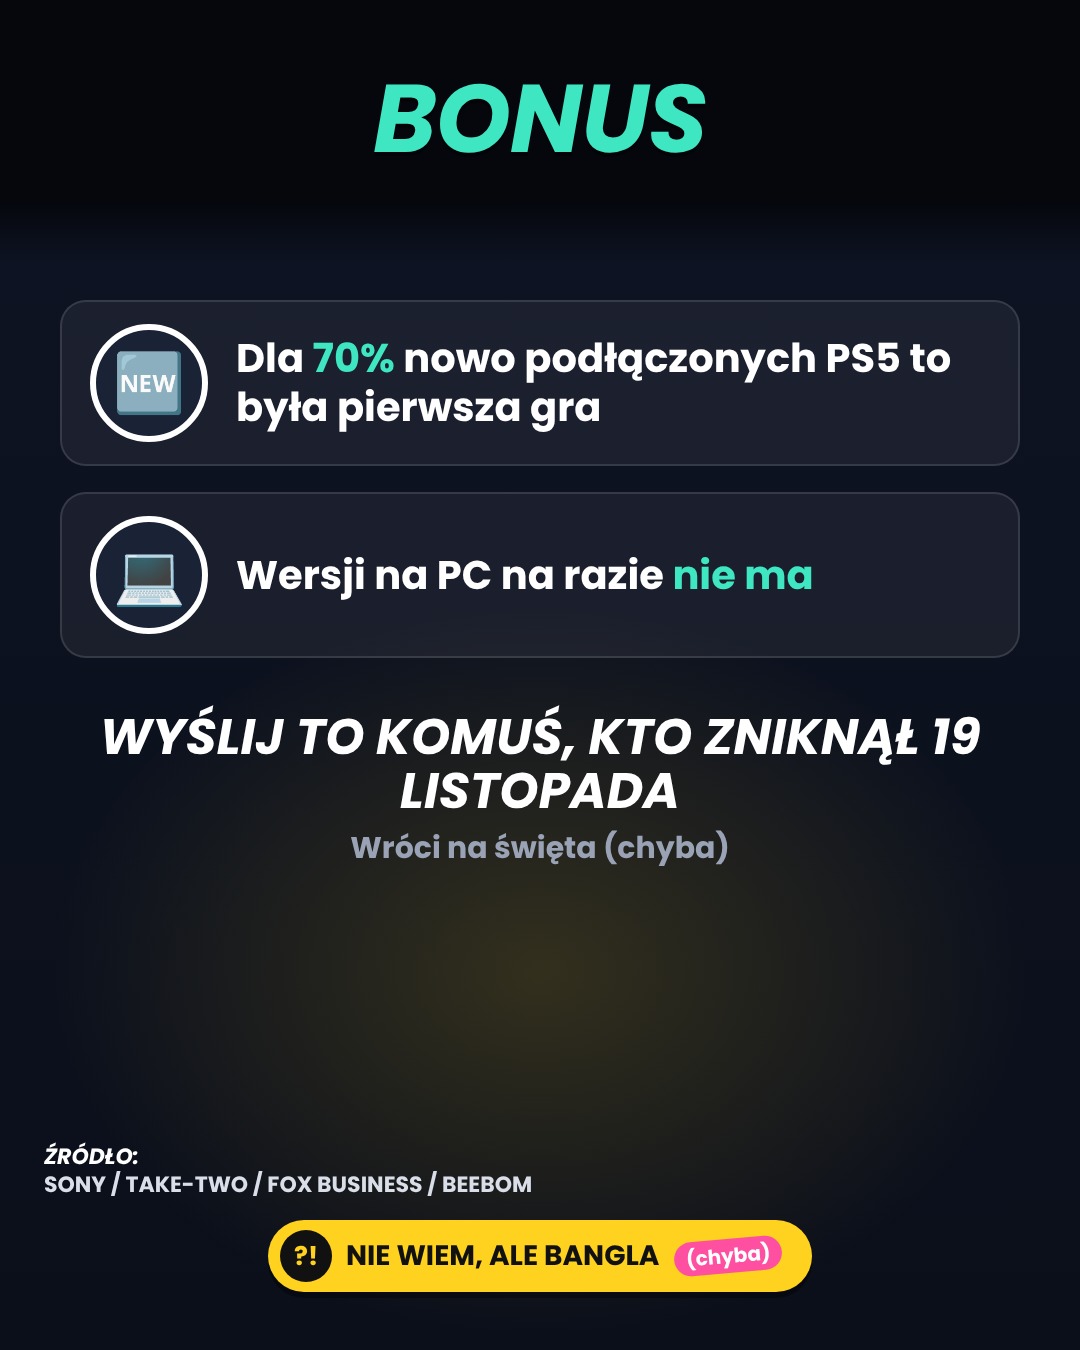 BONUS
NEW
Dla 70% nowo podłączonych PS5 to
była pierwsza gra
Wersji na PC na razie nie ma
WYŚLIJ TO KOMUŚ, KTO ZNIKNĄŁ 19
LISTOPADA
Wróci na święta (chyba)
ŹRÓDŁO:
SONY / TAKE-TWO / FOX BUSINESS / BEEBOM
?! NIE WIEM, ALE BANGLA (chyba)